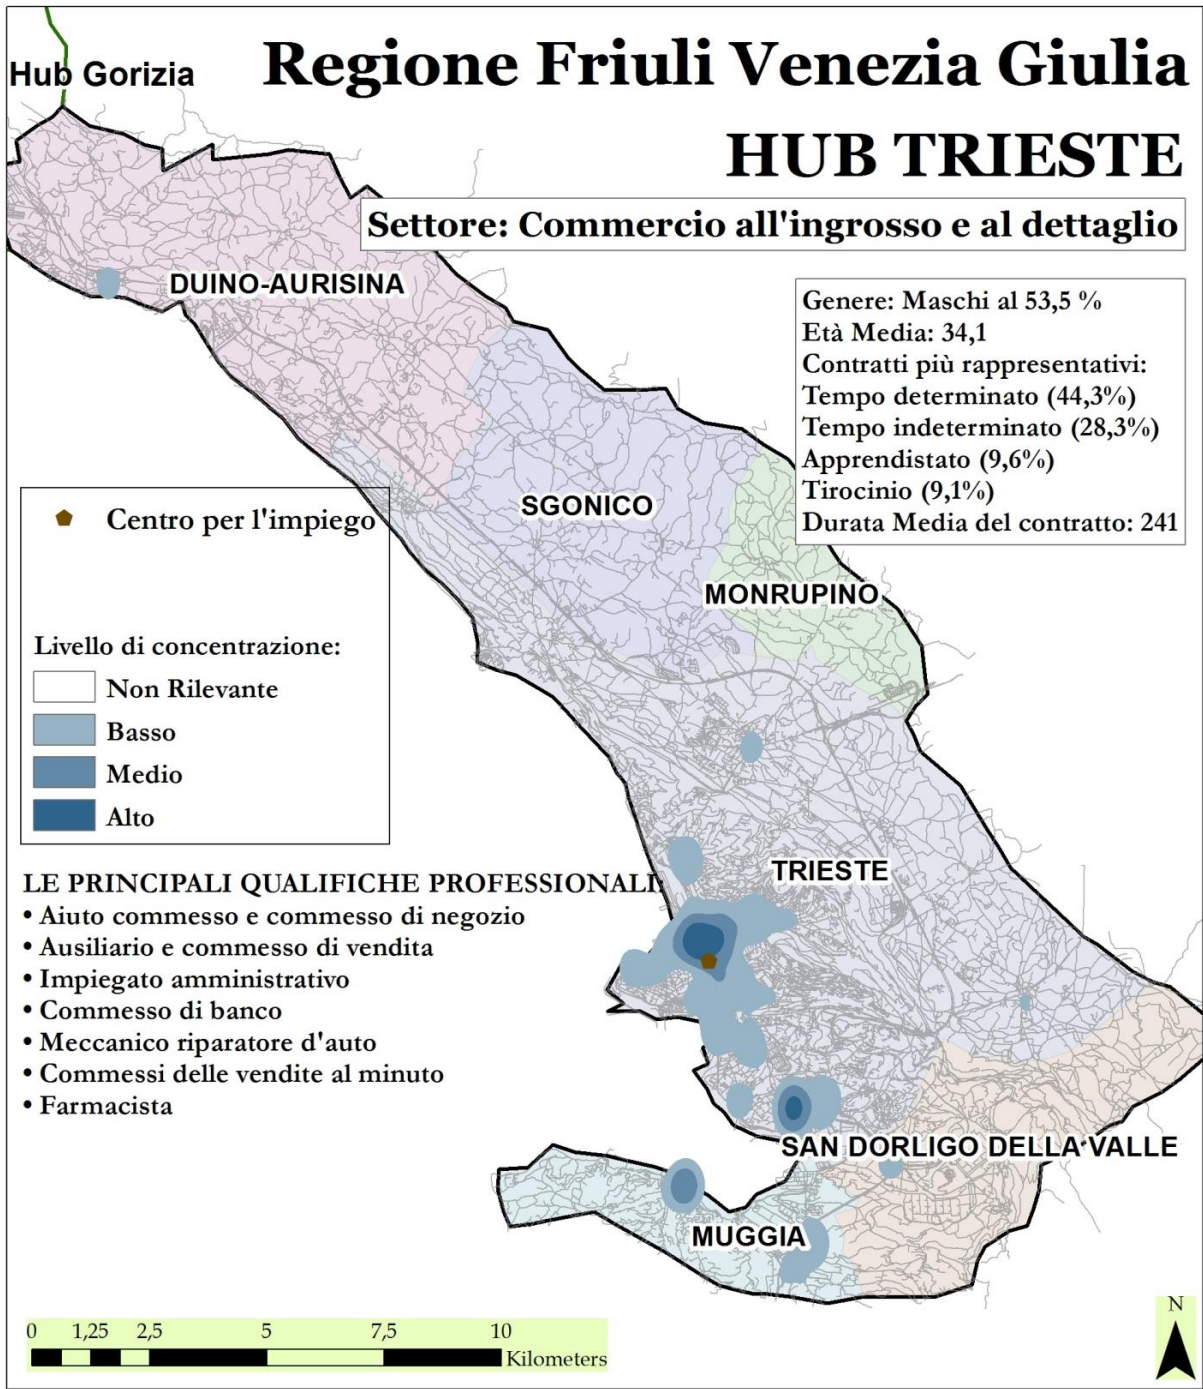 Hub Gorizia
Regione Friuli Venezia Giulia
HUB TRIESTE
Settore: Commercio all'ingrosso e al dettaglio
Genere: Maschi al 53,5 %
Età Media: 34,1
Contratti più rappresentativi:
Tempo determinato (44,3%)
Tempo indeterminato (28,3%)
Apprendistato (9,6%)
Tirocinio (9,1%)
Durata Media del contratto: 241
DUINO-AURISINA
SGONICO
MONRUPINO
TRIESTE
SAN DORLIGO DELLA VALLE
MUGGIA
Centro per l'impiego
Livello di concentrazione:
Non Rilevante
Basso
Medio
Alto
LE PRINCIPALI QUALIFICHE PROFESSIONALI:
• Aiuto commesso e commesso di negozio
• Ausiliario e commesso di vendita
• Impiegato amministrativo
• Commesso di banco
• Meccanico riparatore d'auto
• Commessi delle vendite al minuto
• Farmacista
0 1,25 2,5 5 7,5 10
Kilometers
N